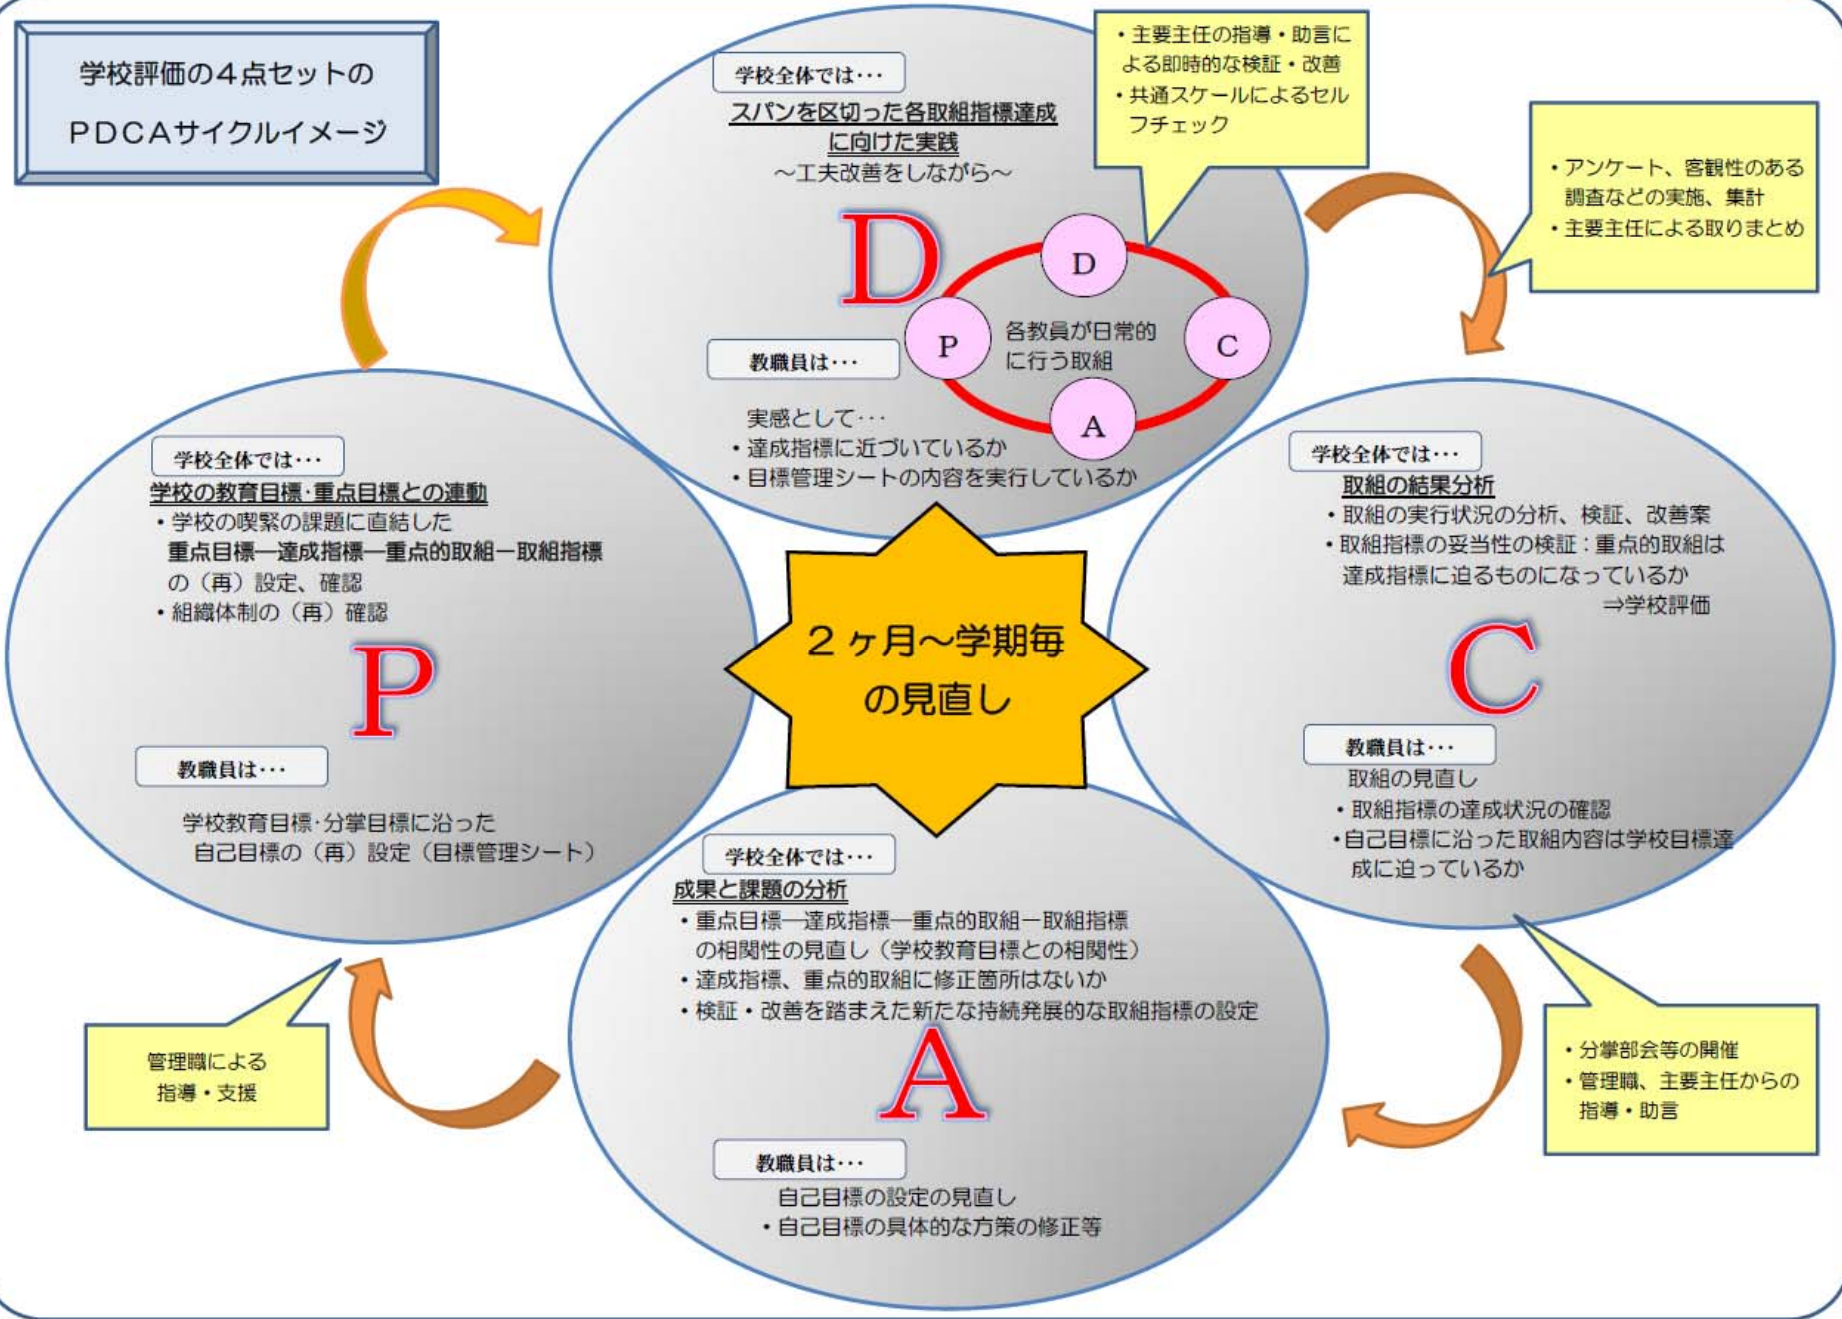 学校評価の4点セットの
PDCAサイクルイメージ
学校全体では・・・
スパンを区切った各取組指標達成
に向けた実践
～工夫改善をしながら～
D
教職員は・・・
実感として・・・
・達成指標に近づいているか
・目標管理シートの内容を実行しているか
D
P
各教員が日常的
に行う取組
C
A
・主要主任の指導・助言に
よる即時的な検証・改善
・共通スケールによるセル
フチェック
・アンケート、客観性のある
調査などの実施、集計
・主要主任による取りまとめ
学校全体では・・・
学校の教育目標・重点目標との連動
・学校の喫緊の課題に直結した
重点目標―達成指標―重点的取組－取組指標
の（再）設定、確認
・組織体制の（再）確認
P
教職員は・・・
学校教育目標・分掌目標に沿った
自己目標の（再）設定（目標管理シート）
2ヶ月～学期毎
の見直し
学校全体では・・・
取組の結果分析
・取組の実行状況の分析、検証、改善案
・取組指標の妥当性の検証：重点的取組は
達成指標に迫るものになっているか
⇒学校評価
C
教職員は・・・
取組の見直し
・取組指標の達成状況の確認
・自己目標に沿った取組内容は学校目標達
成に迫っているか
学校全体では・・・
成果と課題の分析
・重点目標―達成指標―重点的取組－取組指標
の相関性の見直し（学校教育目標との相関性）
・達成指標、重点的取組に修正箇所はないか
・検証・改善を踏まえた新たな持続発展的な取組指標の設定
A
教職員は・・・
自己目標の設定の見直し
・自己目標の具体的な方策の修正等
管理職による
指導・支援
・分掌部会等の開催
・管理職、主要主任からの
指導・助言